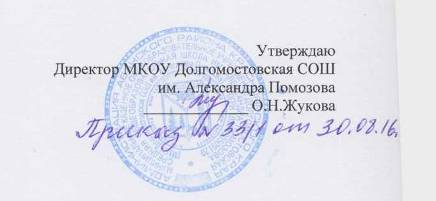 Утверждаю
Директор МКОУ Долгомостовская СОШ
им. Александра Помозова
О.Н.Жукова
Приказ № 33/1 от 30.08.16г